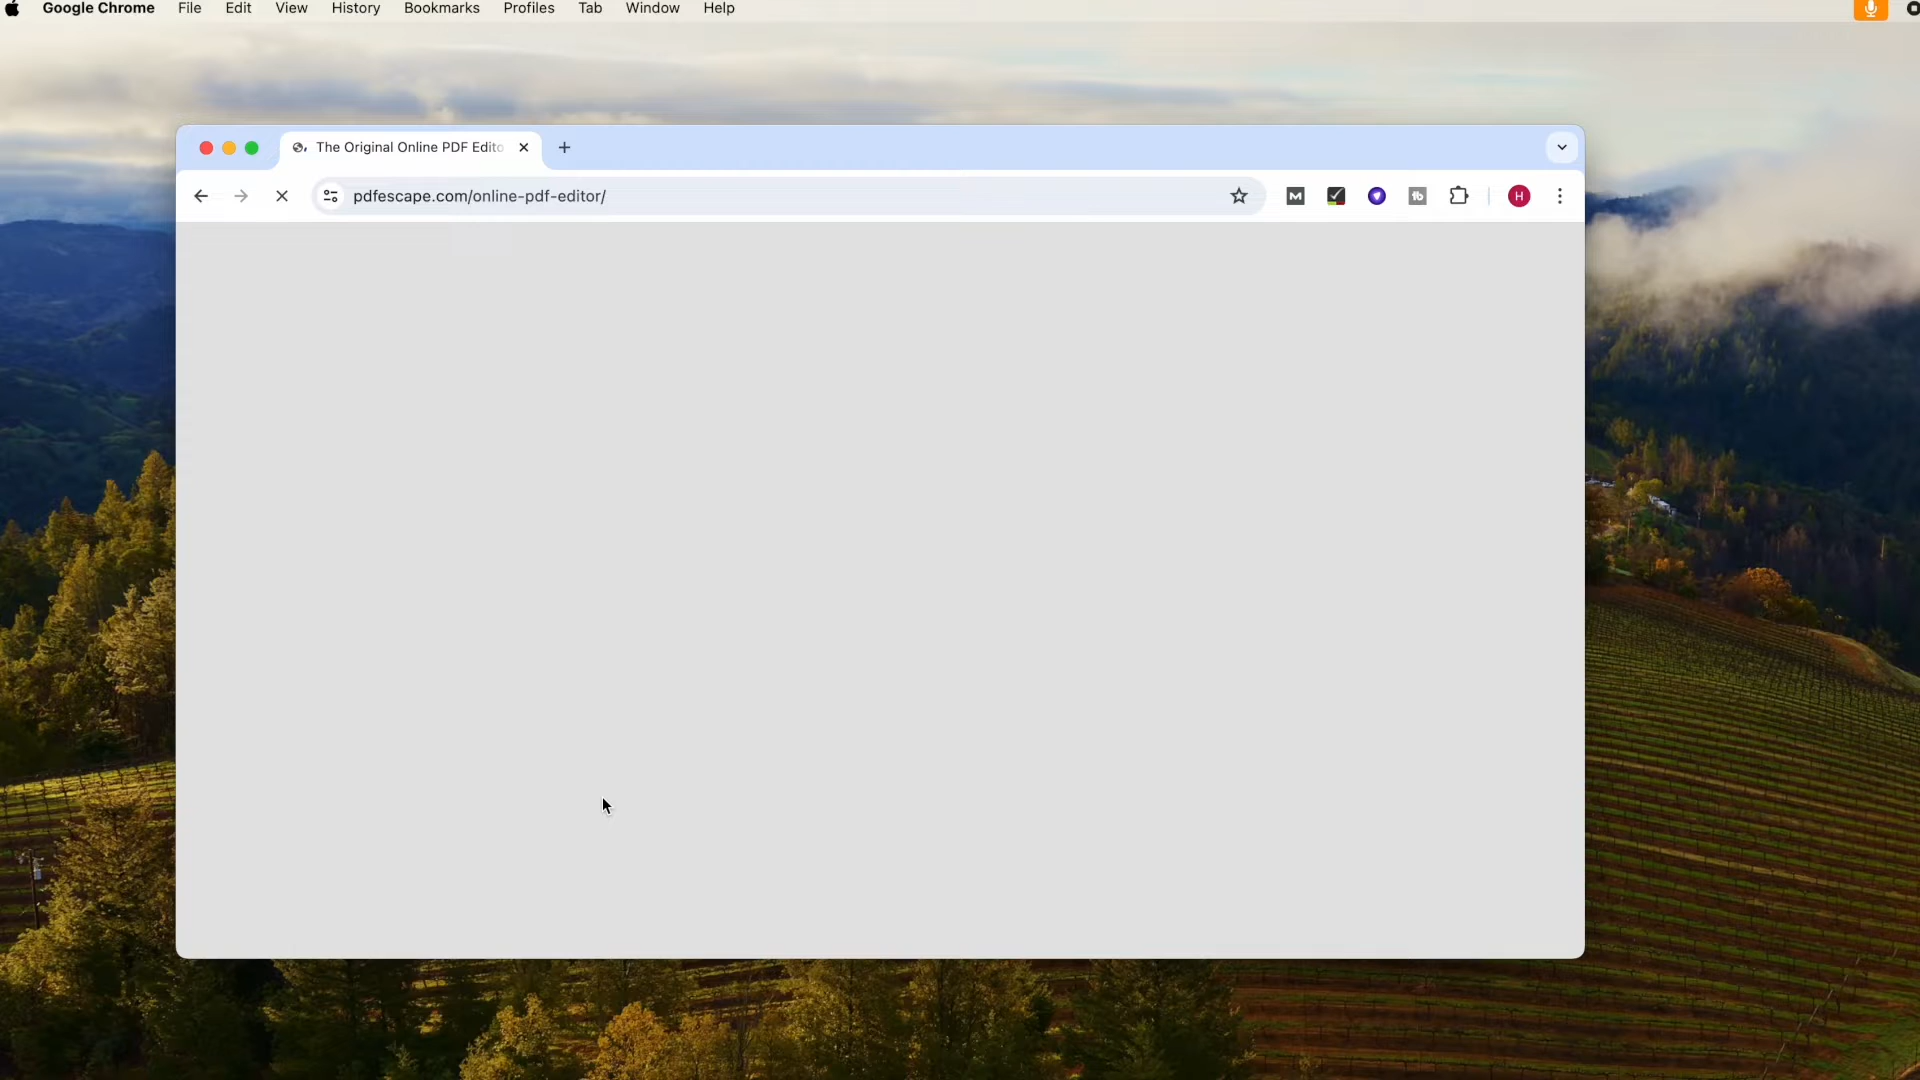 Google Chrome File Edit View History Bookmarks Profiles Tab Window Help
The Original Online PDF Edito
pdfescape.com/online-pdf-editor/
M
tb
H